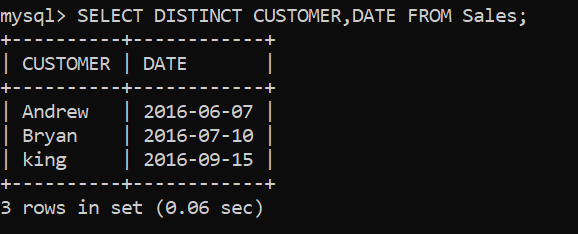 mysql> SELECT DISTINCT CUSTOMER,DATE FROM Sales;
+----------+------------+
| CUSTOMER | DATE       |
+----------+------------+
| Andrew   | 2016-06-07 |
| Bryan    | 2016-07-10 |
| king     | 2016-09-15 |
+----------+------------+
3 rows in set (0.06 sec)